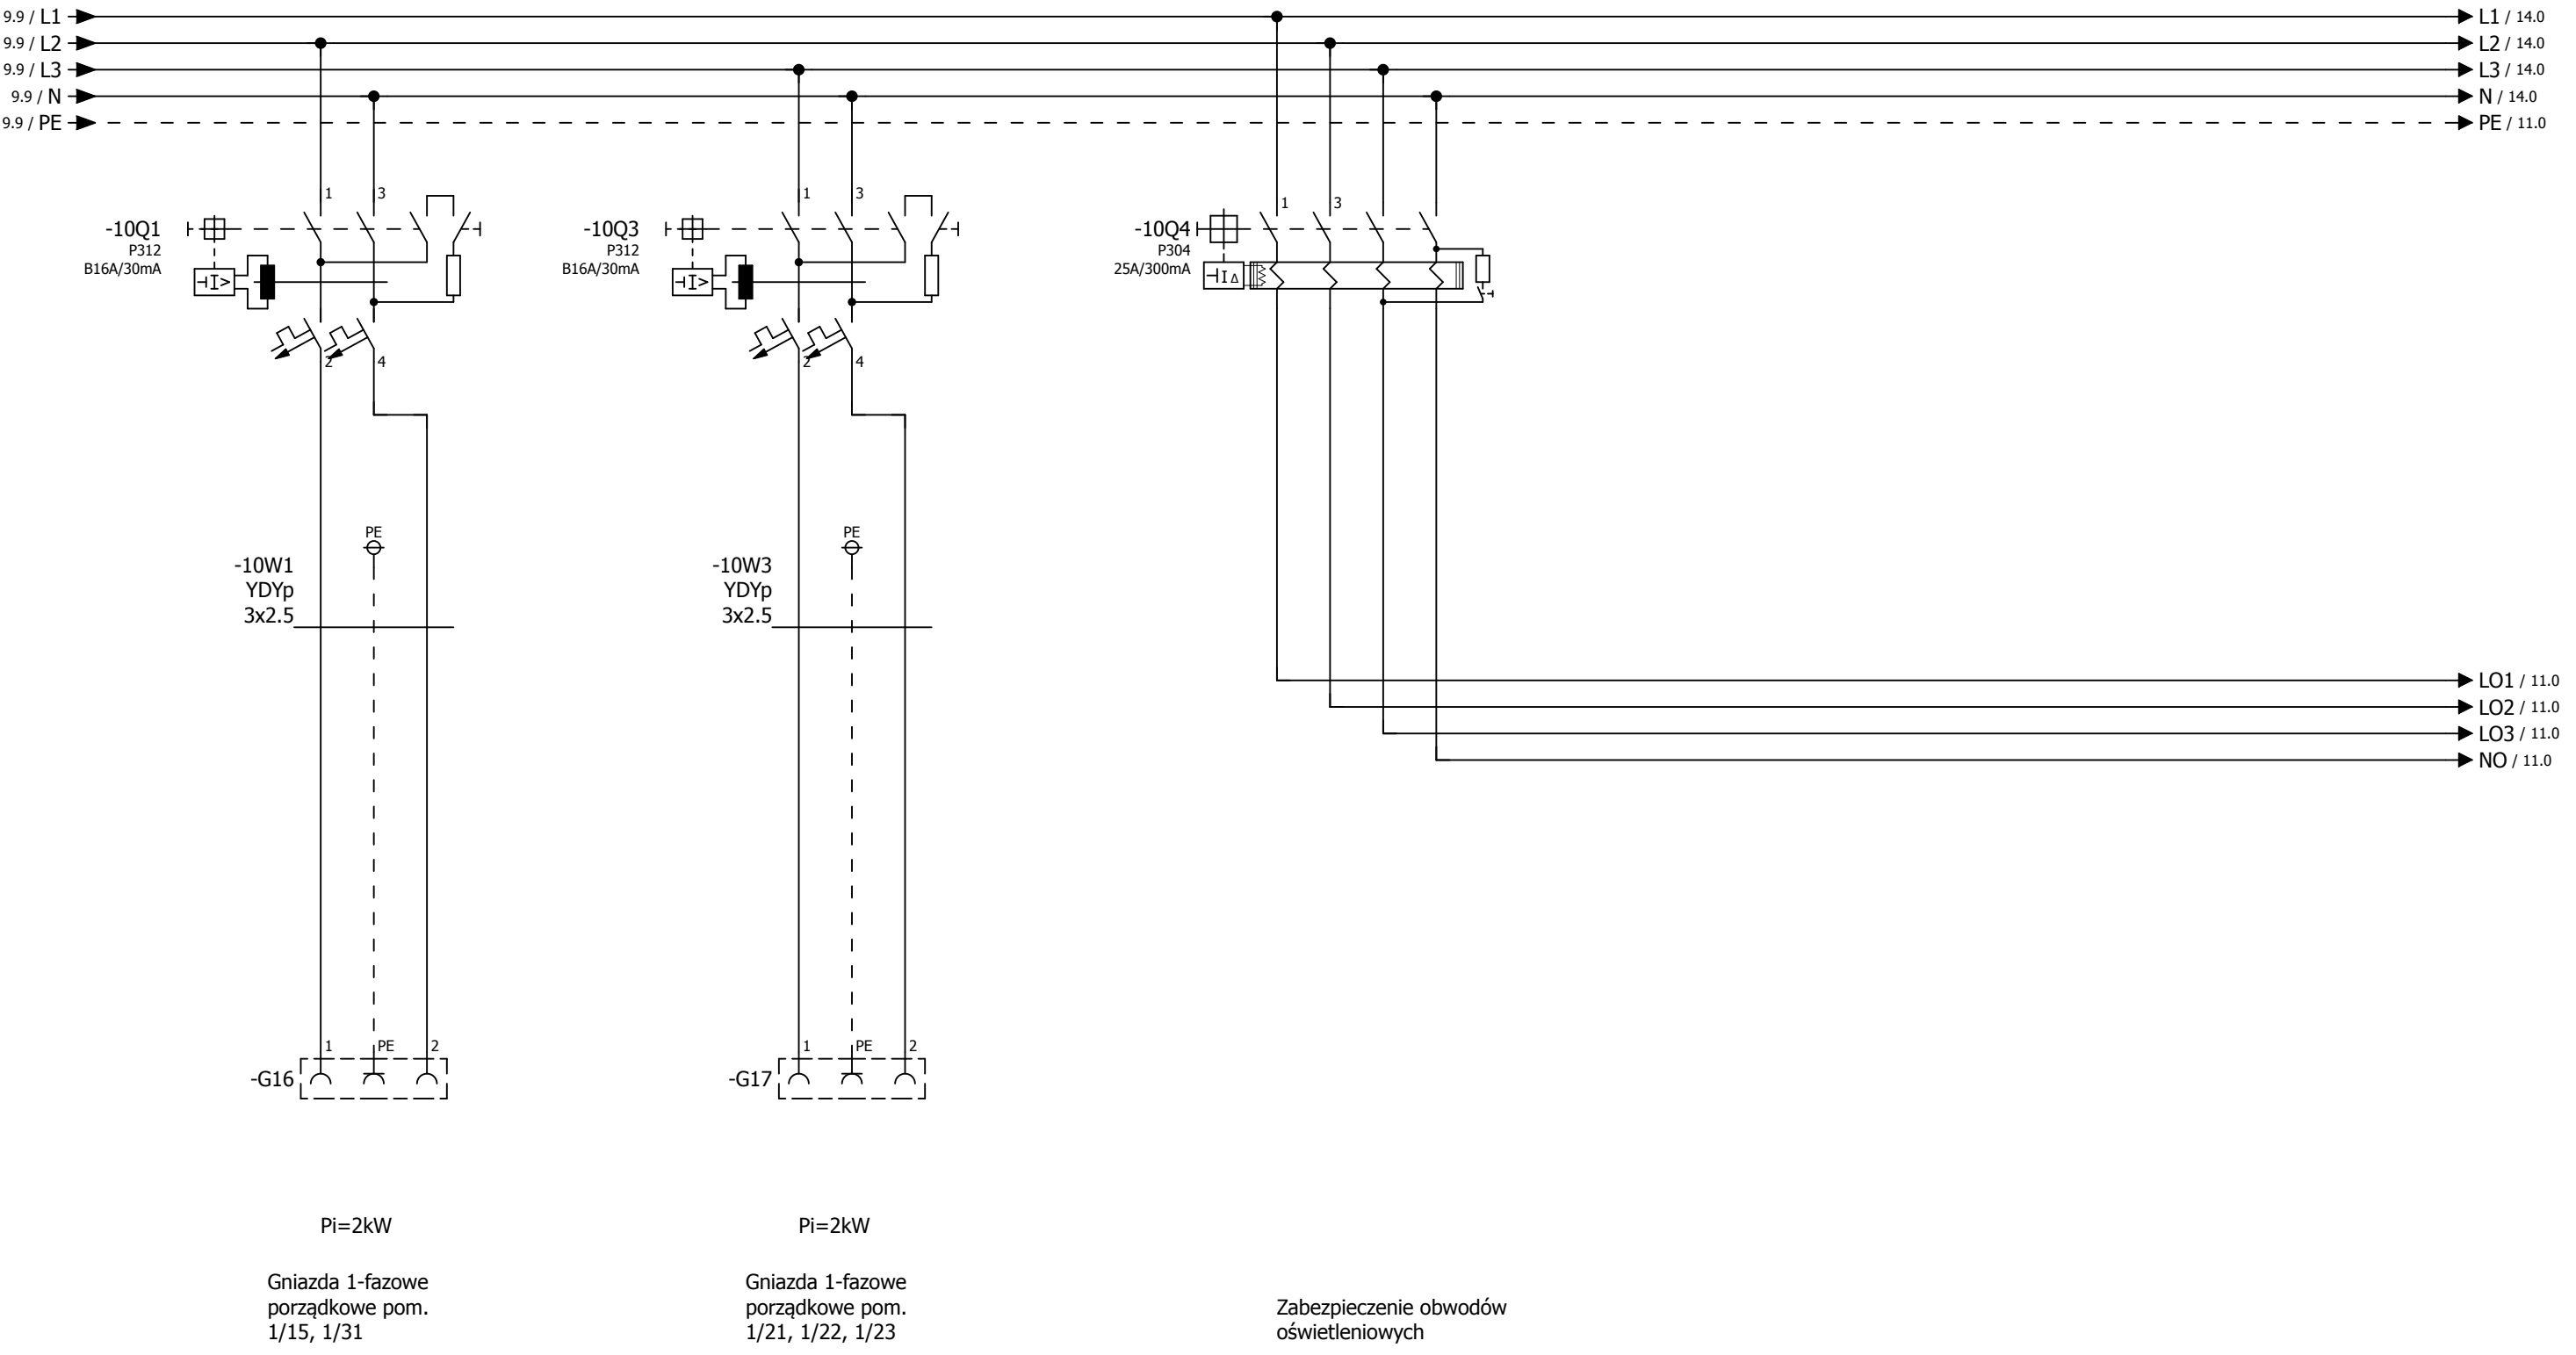 9.9 / L1
9.9 / L2
9.9 / L3
9.9 / N
9.9 / PE
L1 / 14.0
L2 / 14.0
L3 / 14.0
N / 14.0
PE / 11.0
-10Q1
P312
B16A/30mA
1
3
I>
2
4
-10Q3
P312
B16A/30mA
1
3
I>
2
4
-10Q4
P304
25A/300mA
1
3
I Δ
PE
-10W1
YDYp
3x2.5
PE
-10W3
YDYp
3x2.5
LO1 / 11.0
LO2 / 11.0
LO3 / 11.0
NO / 11.0
1
PE
2
-G16
1
PE
2
-G17
Pi=2kW
Gniazda 1-fazowe
porządkowe pom.
1/15, 1/31
Pi=2kW
Gniazda 1-fazowe
porządkowe pom.
1/21, 1/22, 1/23
Zabezpieczenie obwodów
oświetleniowych